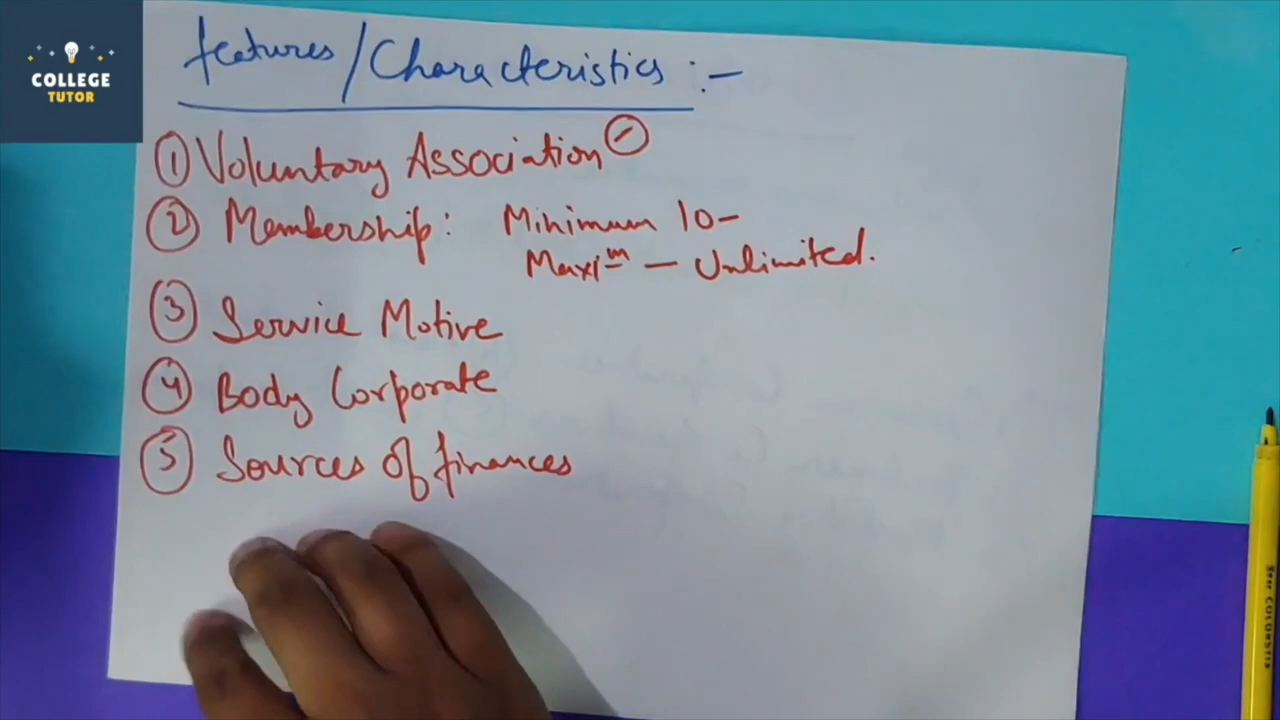 COLLEGE
TUTOR
features/Characteristics :-
① Voluntary Association
② Membership: Minimum 10-
Maxim — Unlimited.
③ Service Motive
④ Body Corporate
⑤ Sources of finances